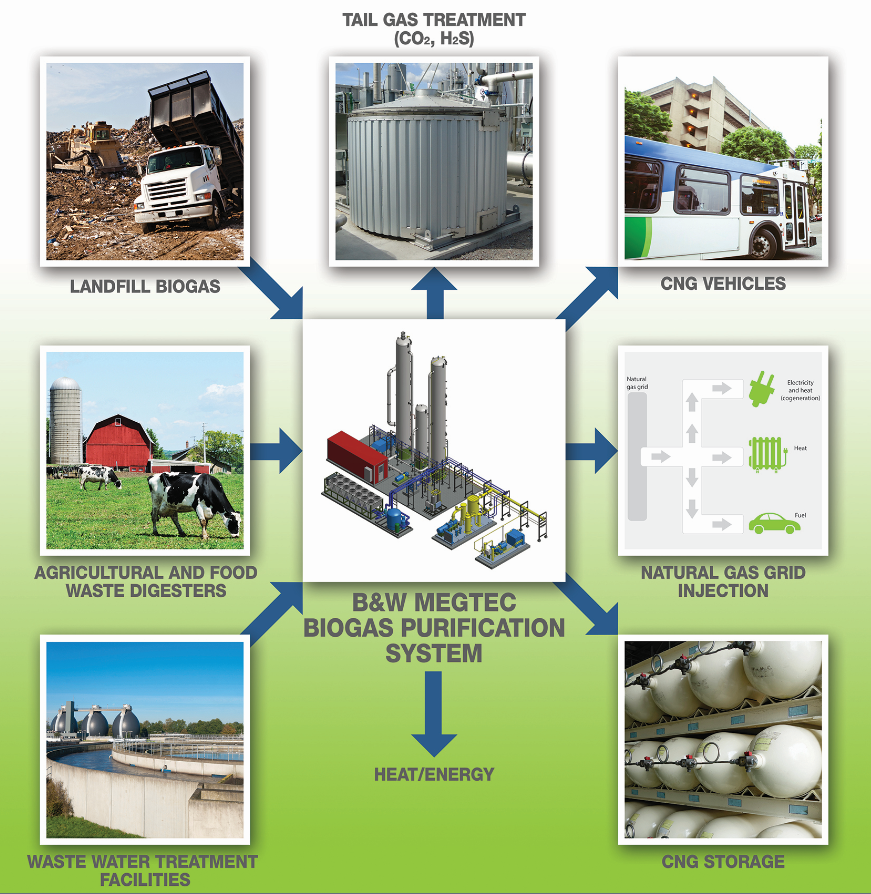 TAIL GAS TREATMENT
(CO₂, H₂S)
LANDFILL BIOGAS
CNG VEHICLES
Natural
gas grid
Electricity
and heat
(cogeneration)
Heat
Fuel
AGRICULTURAL AND FOOD
WASTE DIGESTERS
B&W MEGTEC
BIOGAS PURIFICATION
SYSTEM
NATURAL GAS GRID
INJECTION
HEAT/ENERGY
WASTE WATER TREATMENT
FACILITIES
CNG STORAGE